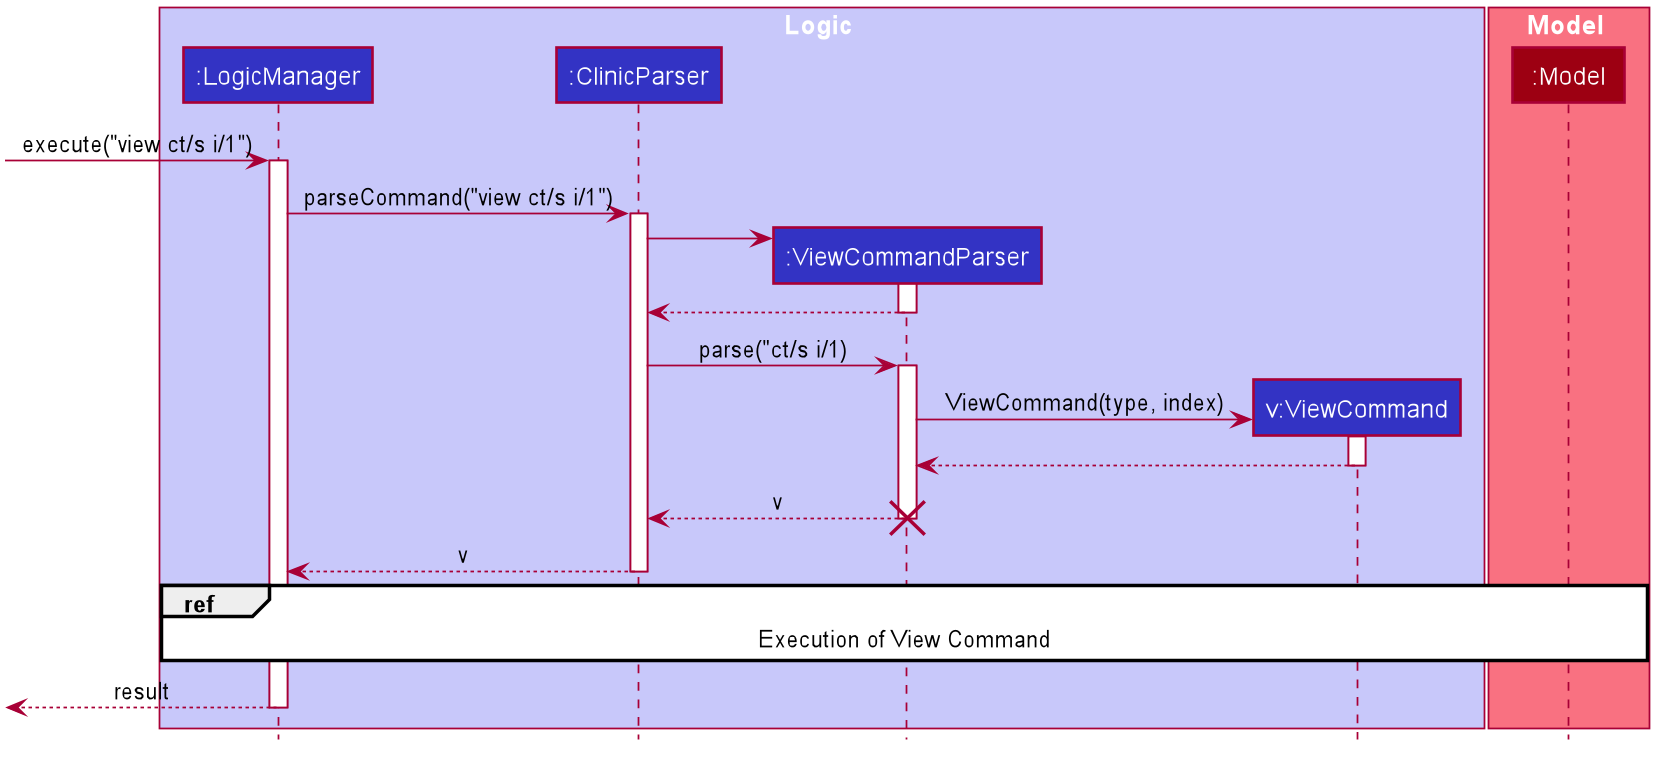 Logic
Model
:LogicManager
:ClinicParser
:Model
execute("view ct/s i/1")
parseCommand("view ct/s i/1")
:ViewCommandParser
parse("ct/s i/1)
ViewCommand(type, index)
v:ViewCommand
v
v
ref
Execution of View Command
result